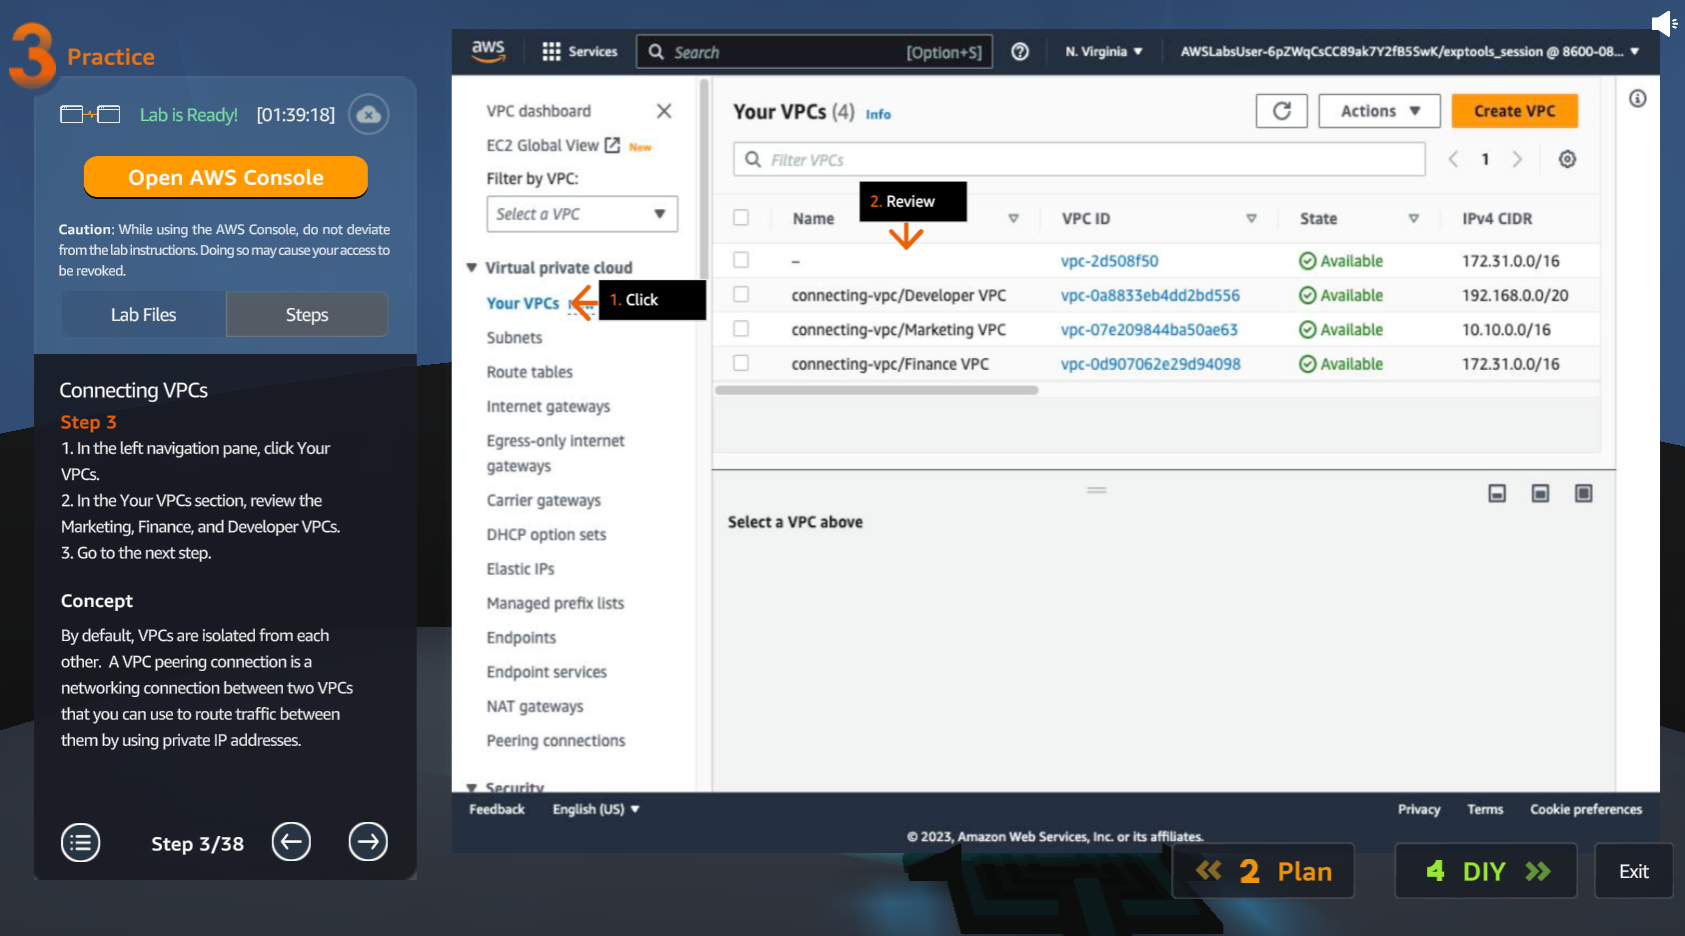 3 Practice
Lab is Ready! [01:39:18]
Open AWS Console
Caution: While using the AWS Console, do not deviate
from the lab instructions. Doing so may cause your access to
be revoked.
Lab Files Steps
Connecting VPCs
Step 3
1. In the left navigation pane, click Your
VPCs.
2. In the Your VPCs section, review the
Marketing, Finance, and Developer VPCs.
3. Go to the next step.
Concept
By default, VPCs are isolated from each
other. A VPC peering connection is a
networking connection between two VPCs
that you can use to route traffic between
them by using private IP addresses.
Step 3/38
aws Services Search [Option+S] N. Virginia AWSLabsUser-6pZWqCsCC89ak7Y2fB5SwK/exptools_session @ 8600-08...
VPC dashboard
EC2 Global View New
Filter by VPC:
Select a VPC
Virtual private cloud
Your VPCs
1. Click
Subnets
Route tables
Internet gateways
Egress-only internet
gateways
Carrier gateways
DHCP option sets
Elastic IPs
Managed prefix lists
Endpoints
Endpoint services
NAT gateways
Peering connections
Security
Your VPCs (4) Info Actions Create VPC
Filter VPCs 1
2. Review
Name VPC ID State IPv4 CIDR
– vpc-2d508f50 Available 172.31.0.0/16
connecting-vpc/Developer VPC vpc-0a8833eb4dd2bd556 Available 192.168.0.0/20
connecting-vpc/Marketing VPC vpc-07e209844ba50ae63 Available 10.10.0.0/16
connecting-vpc/Finance VPC vpc-0d907062e29d94098 Available 172.31.0.0/16
Select a VPC above
Feedback English (US) Privacy Terms Cookie preferences
© 2023, Amazon Web Services, Inc. or its affiliates.
2 Plan 4 DIY Exit